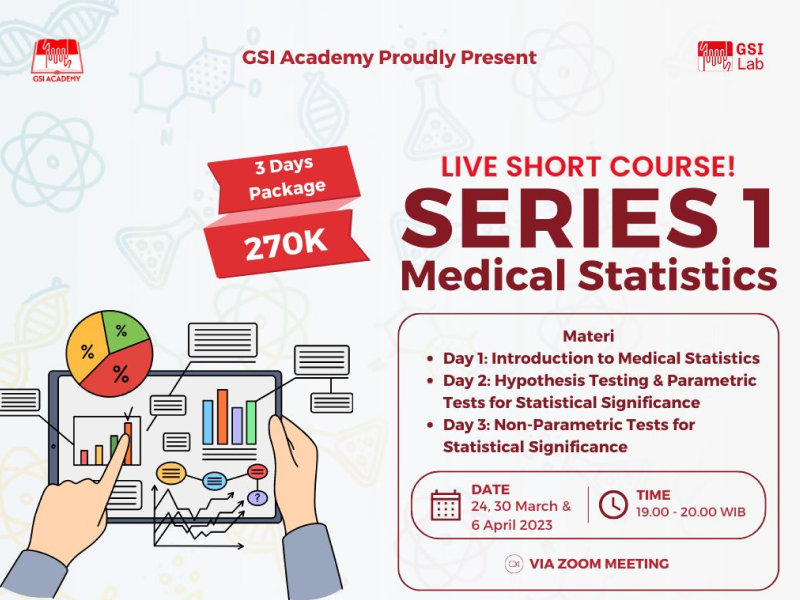 GSI ACADEMY
GSI Academy Proudly Present
GSI
Lab
3 Days
Package
270K
LIVE SHORT COURSE!
SERIES 1
Medical Statistics
Materi
• Day 1: Introduction to Medical Statistics
• Day 2: Hypothesis Testing & Parametric
Tests for Statistical Significance
• Day 3: Non-Parametric Tests for
Statistical Significance
DATE
24, 30 March &
6 April 2023
TIME
19.00 - 20.00 WIB
VIA ZOOM MEETING
%
%
%
?